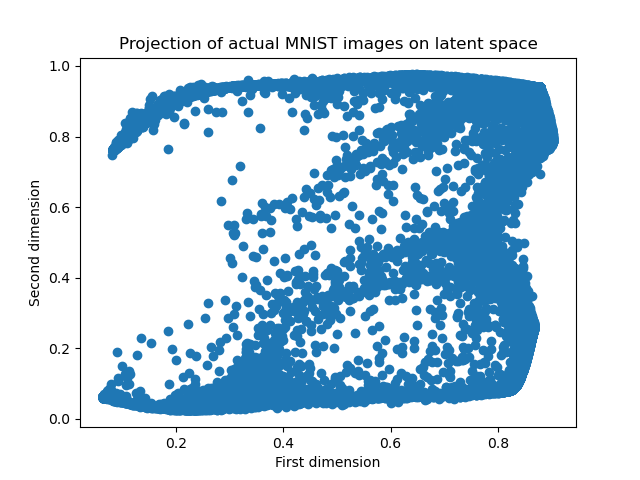 Projection of actual MNIST images on latent space
1.0
0.8
0.6
0.4
0.2
0.0
Second dimension
0.2 0.4 0.6 0.8
First dimension